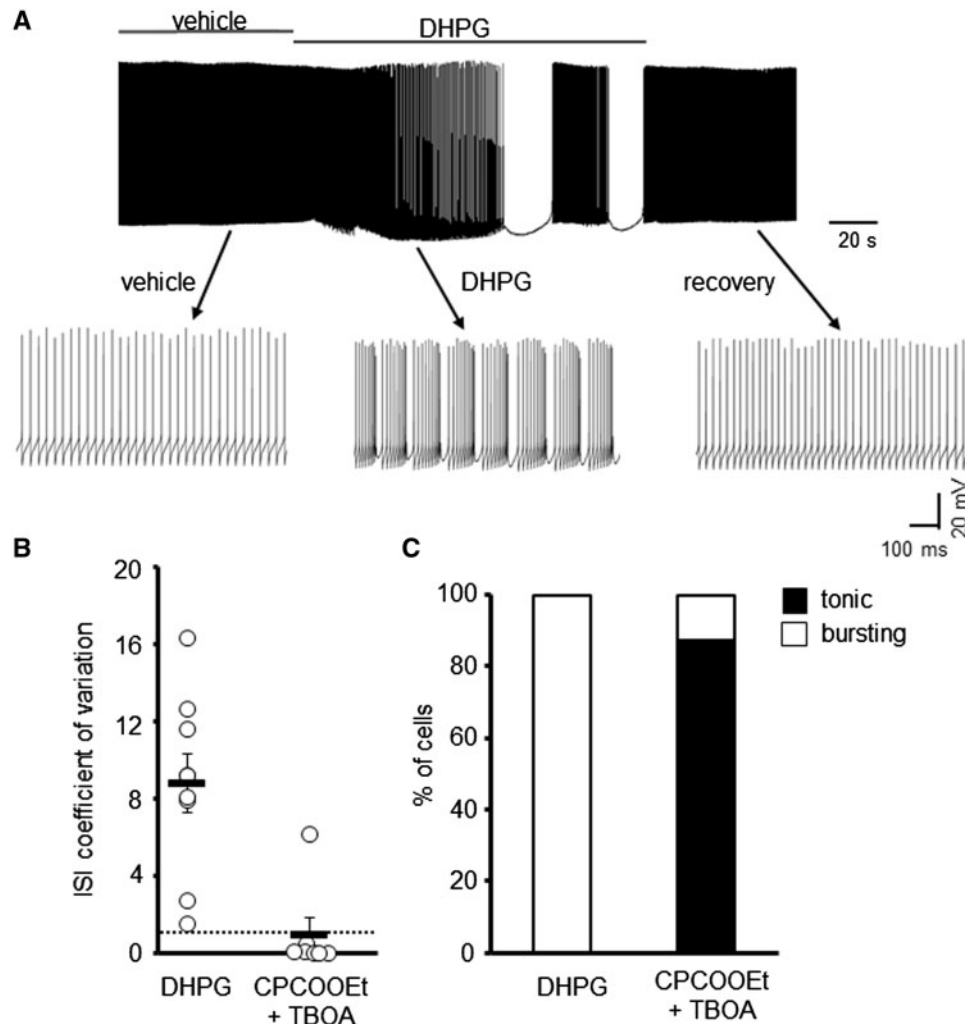 A
vehicle
DHPG
20 s
vehicle
DHPG
recovery
20 mV
100 ms
B
20
16
12
8
4
0
ISI coefficient of variation
DHPG
CPCOOEt
+ TBOA
C
100
80
60
40
20
0
% of cells
DHPG
CPCOOEt
+ TBOA
tonic
bursting